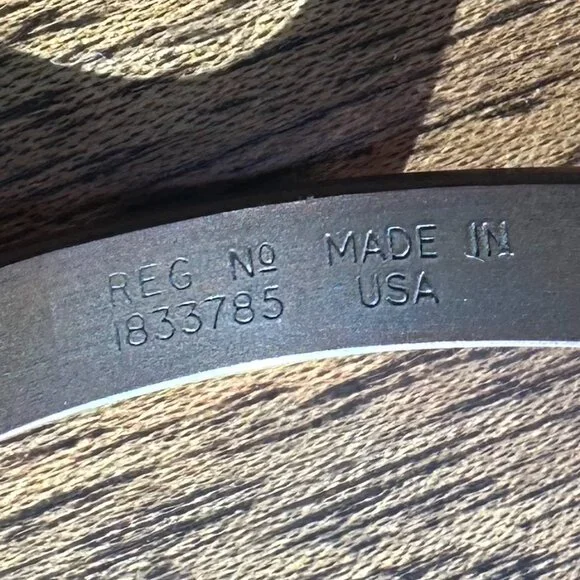 REG Nº MADE IN
1833785 USA